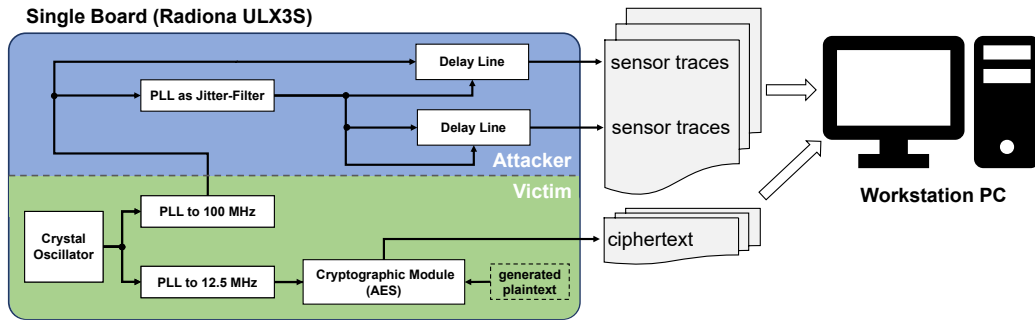 Single Board (Radiona ULX3S)
Delay Line
sensor traces
PLL as Jitter-Filter
Delay Line
sensor traces
Attacker
Victim
Workstation PC
PLL to 100 MHz
Crystal
Oscillator
ciphertext
PLL to 12.5 MHz
Cryptographic Module
(AES)
generated
plaintext